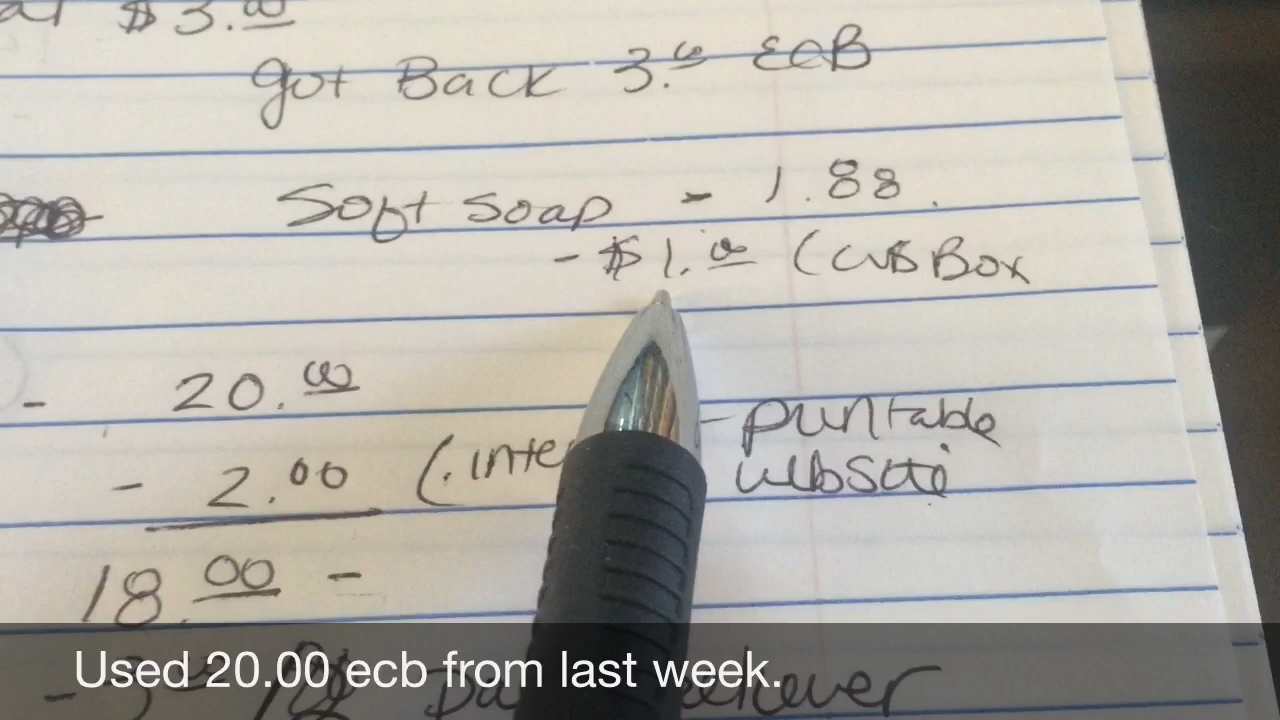 $3.00
got Back 3.00 ECB
Soft soap - 1.88.
- $1.00 (CVS Box
- 20.00
- 2.00 (.inte - printable
website
18.00 -
Used 20.00 ecb from last week.